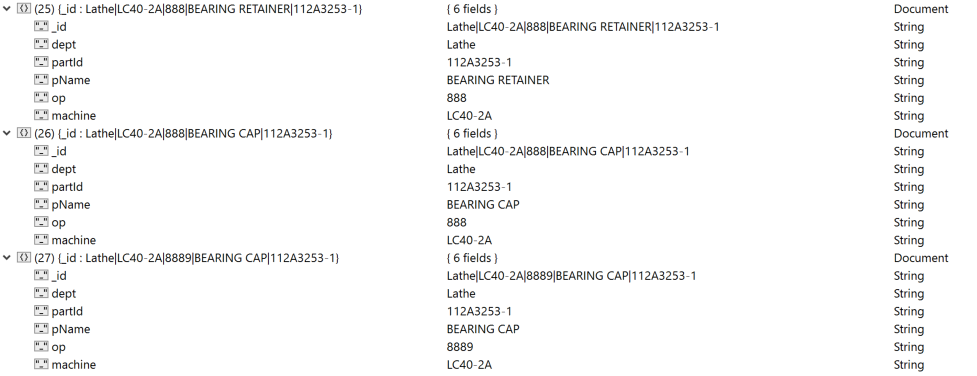 (25) {_id : Lathe|LC40-2A|888|BEARING RETAINER|112A3253-1} { 6 fields } Document
_id Lathe|LC40-2A|888|BEARING RETAINER|112A3253-1 String
dept Lathe String
partId 112A3253-1 String
pName BEARING RETAINER String
op 888 String
machine LC40-2A String
(26) {_id : Lathe|LC40-2A|888|BEARING CAP|112A3253-1} { 6 fields } Document
_id Lathe|LC40-2A|888|BEARING CAP|112A3253-1 String
dept Lathe String
partId 112A3253-1 String
pName BEARING CAP String
op 888 String
machine LC40-2A String
(27) {_id : Lathe|LC40-2A|8889|BEARING CAP|112A3253-1} { 6 fields } Document
_id Lathe|LC40-2A|8889|BEARING CAP|112A3253-1 String
dept Lathe String
partId 112A3253-1 String
pName BEARING CAP String
op 8889 String
machine LC40-2A String